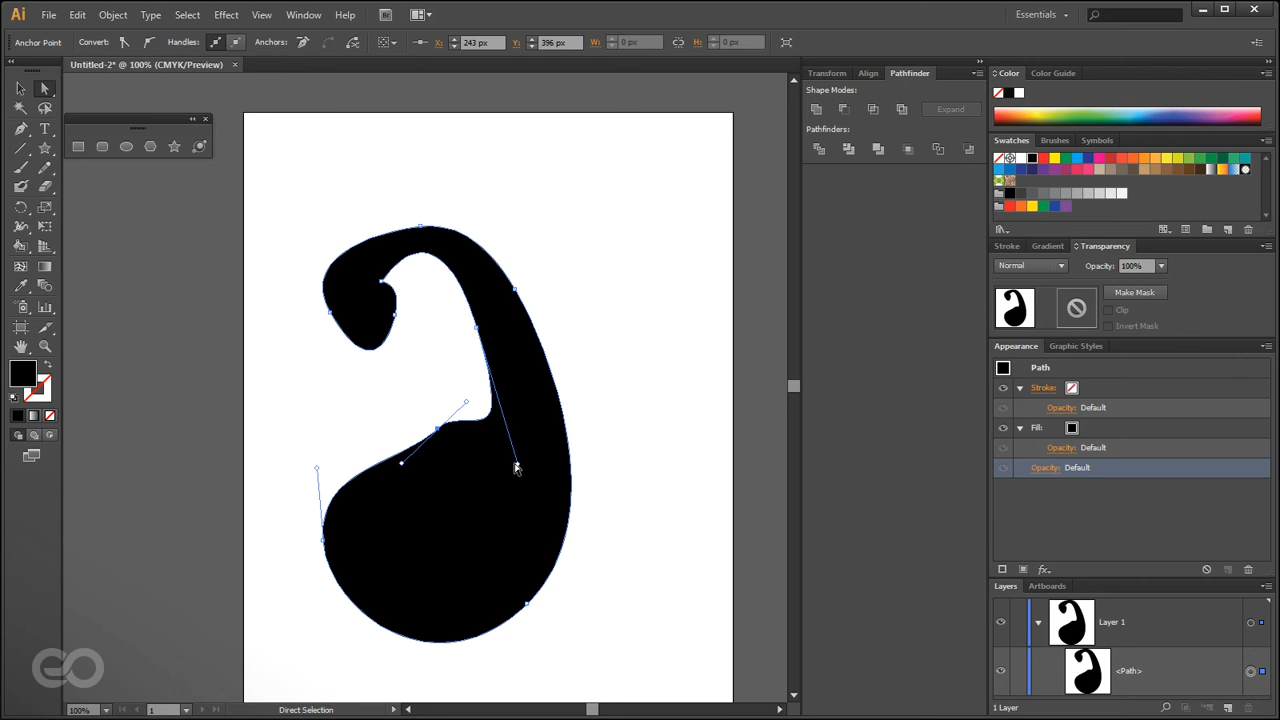 Ai File Edit Object Type Select Effect View Window Help Br Essentials
Anchor Point Convert: Handles: Anchors: X: 243 px Y: 396 px W: 0 px H: 0 px
Untitled-2* @ 100% (CMYK/Preview) ×
Transform Align Pathfinder
Shape Modes:
Expand
Pathfinders:
Color Color Guide
Swatches Brushes Symbols
Stroke Gradient Transparency
Normal Opacity: 100%
Make Mask
Clip
Invert Mask
Appearance Graphic Styles
Path
Stroke:
Opacity: Default
Fill:
Opacity: Default
Opacity: Default
fx
Layers Artboards
Layer 1
<Path>
1 Layer
100% 1 Direct Selection
eo